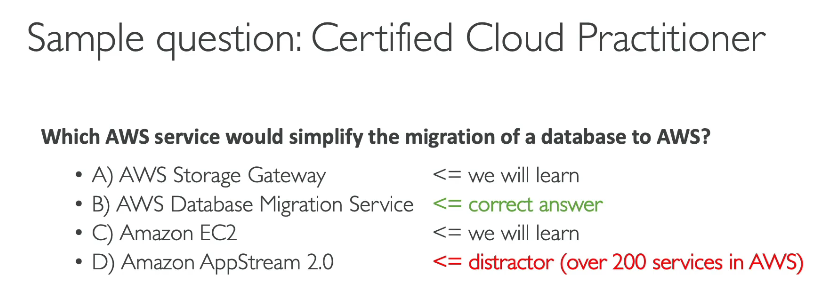 Sample question: Certified Cloud Practitioner
Which AWS service would simplify the migration of a database to AWS?
• A) AWS Storage Gateway <= we will learn
• B) AWS Database Migration Service <= correct answer
• C) Amazon EC2 <= we will learn
• D) Amazon AppStream 2.0 <= distractor (over 200 services in AWS)